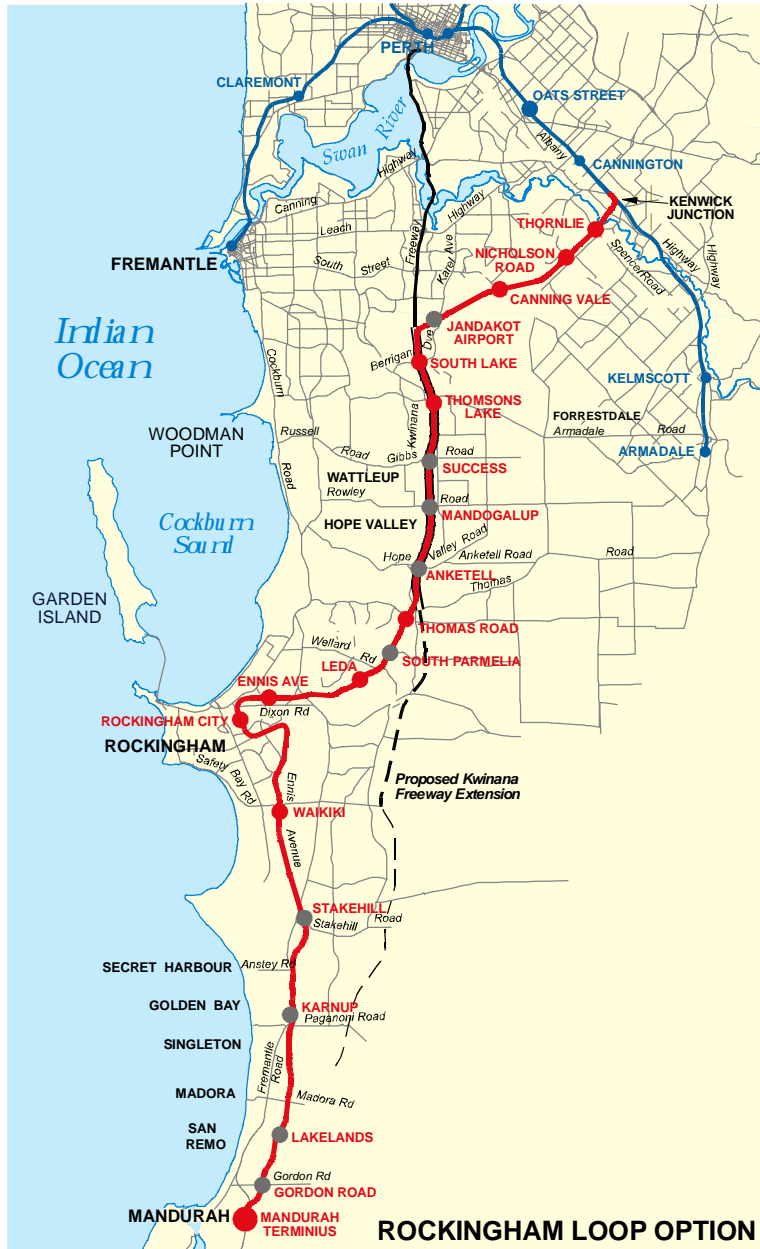 PERTH
CLAREMONT
OATS STREET
Swan River
Albany
CANNINGTON
Highway
Canning
Highway
KENWICK
JUNCTION
Leach
THORNLIE
Freeway
Karel Ave
NICHOLSON
ROAD
Spencer Road
Highway
Highway
FREMANTLE
South
Street
CANNING VALE
Indian
Ocean
JANDAKOT
AIRPORT
Dve
Berrigan
SOUTH LAKE
Cockburn
KELMSCOTT
THOMSONS
LAKE
Kwinana
FORRESTDALE
WOODMAN
POINT
Russell
Armadale
Road
Road
Gibbs
Road
ARMADALE
SUCCESS
WATTLEUP
Road
Rowley
Road
MANDOGALUP
Cockburn
Sound
HOPE VALLEY
Hope
Valley Road
Anketell Road
Road
ANKETELL
Thomas
GARDEN
ISLAND
THOMAS ROAD
Wellard
Rd
SOUTH PARMELIA
LEDA
ENNIS AVE
Dixon Rd
ROCKINGHAM CITY
ROCKINGHAM
Safety
Bay Rd
Ennis
Proposed Kwinana
Freeway Extension
WAIKIKI
Avenue
STAKEHILL
Stakehill
Road
SECRET HARBOUR
Anstey Rd
GOLDEN BAY
KARNUP
Paganoni Road
SINGLETON
Fremantle
Road
MADORA
Madora Rd
SAN
REMO
LAKELANDS
Gordon Rd
GORDON ROAD
MANDURAH
MANDURAH
TERMINIUS
ROCKINGHAM LOOP OPTION